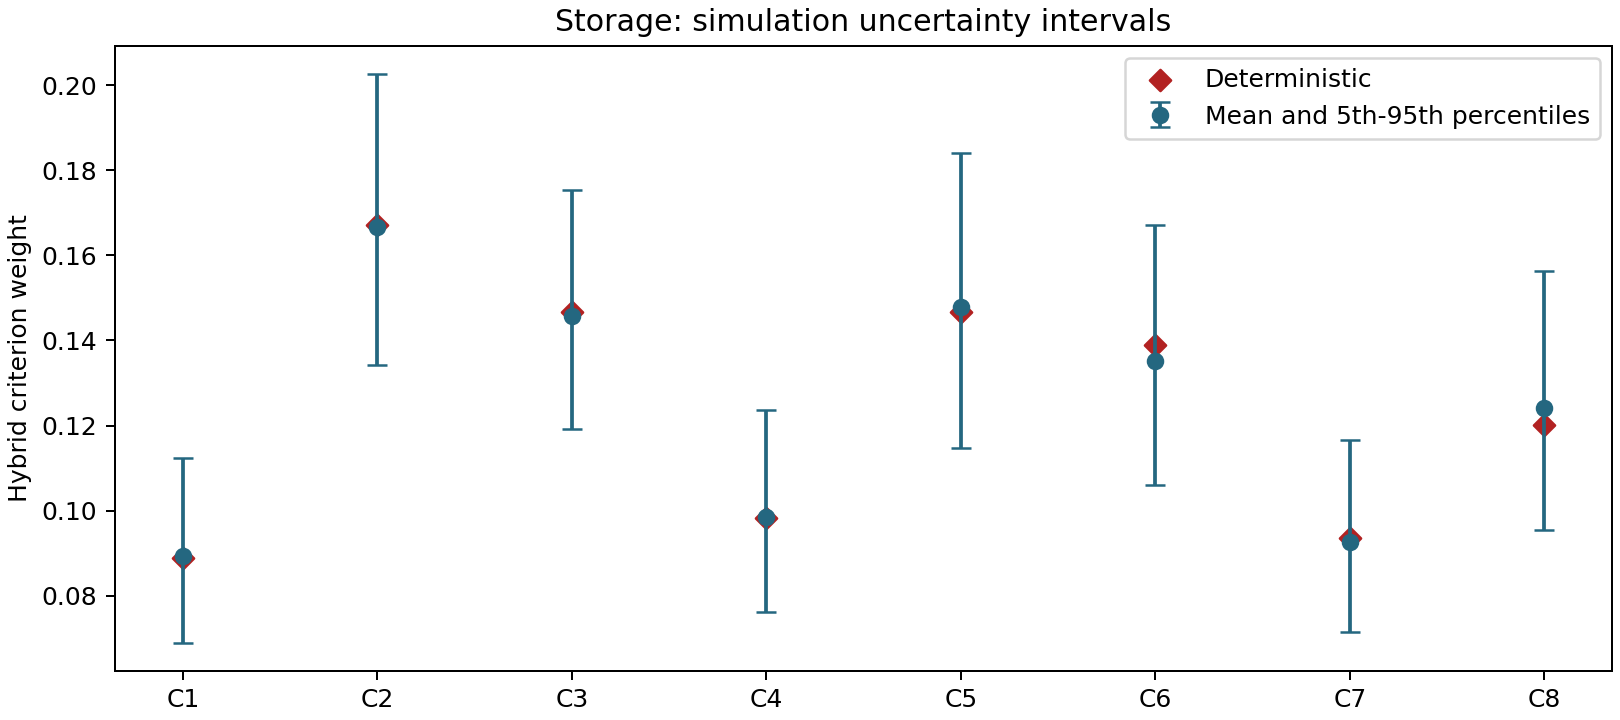 Storage: simulation uncertainty intervals
Deterministic
Mean and 5th-95th percentiles
Hybrid criterion weight
0.20
0.18
0.16
0.14
0.12
0.10
0.08
C1 C2 C3 C4 C5 C6 C7 C8